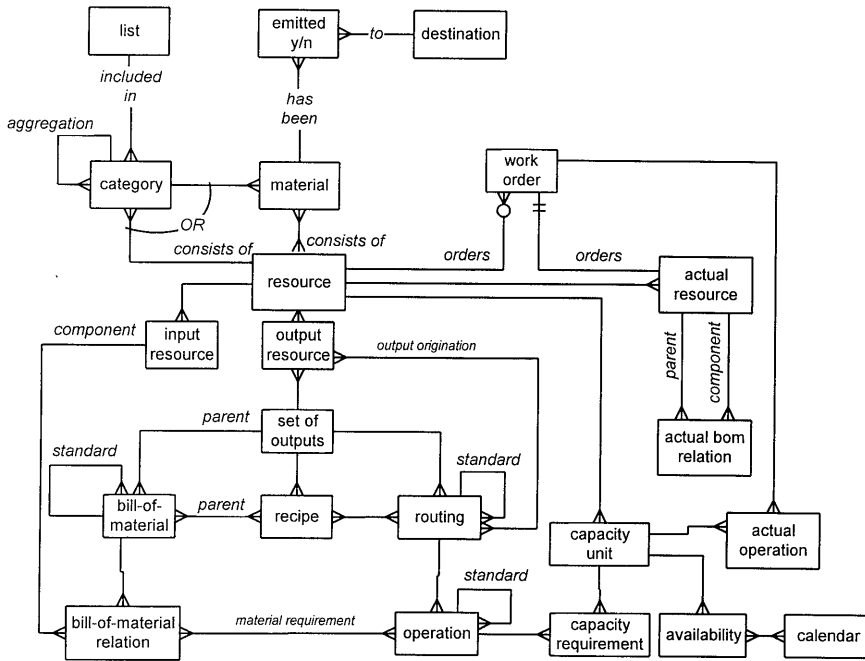 list
emitted
y/n
to
destination
included
in
has
been
aggregation
category
material
OR
work
order
consists of
consists of
orders
orders
resource
actual
resource
component
input
resource
output
resource
output origination
parent
component
parent
set of
outputs
actual bom
relation
standard
standard
bill-of-
material
parent
recipe
routing
capacity
unit
actual
operation
standard
bill-of-material
relation
material requirement
operation
capacity
requirement
availability
calendar